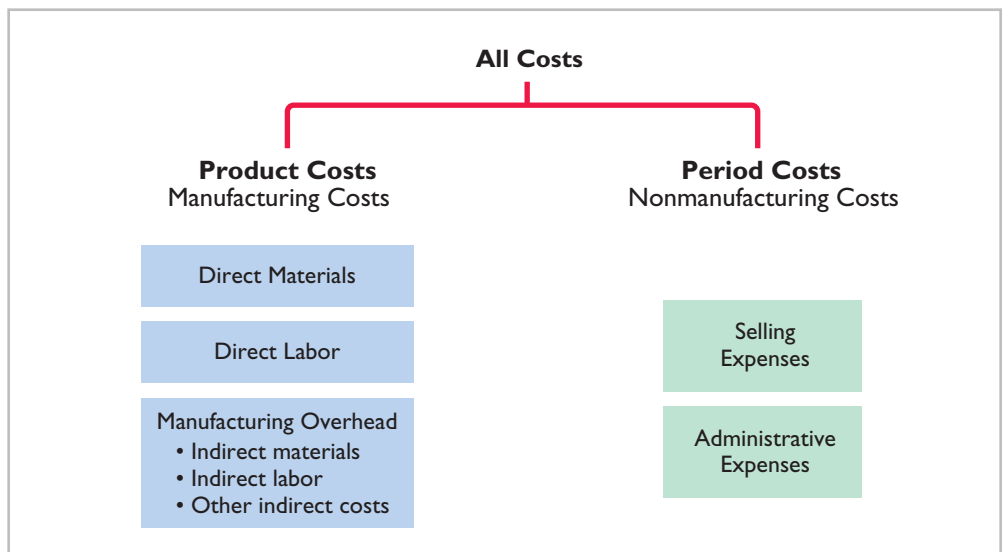 All Costs
Product Costs
Manufacturing Costs
Direct Materials
Direct Labor
Manufacturing Overhead
• Indirect materials
• Indirect labor
• Other indirect costs
Period Costs
Nonmanufacturing Costs
Selling
Expenses
Administrative
Expenses